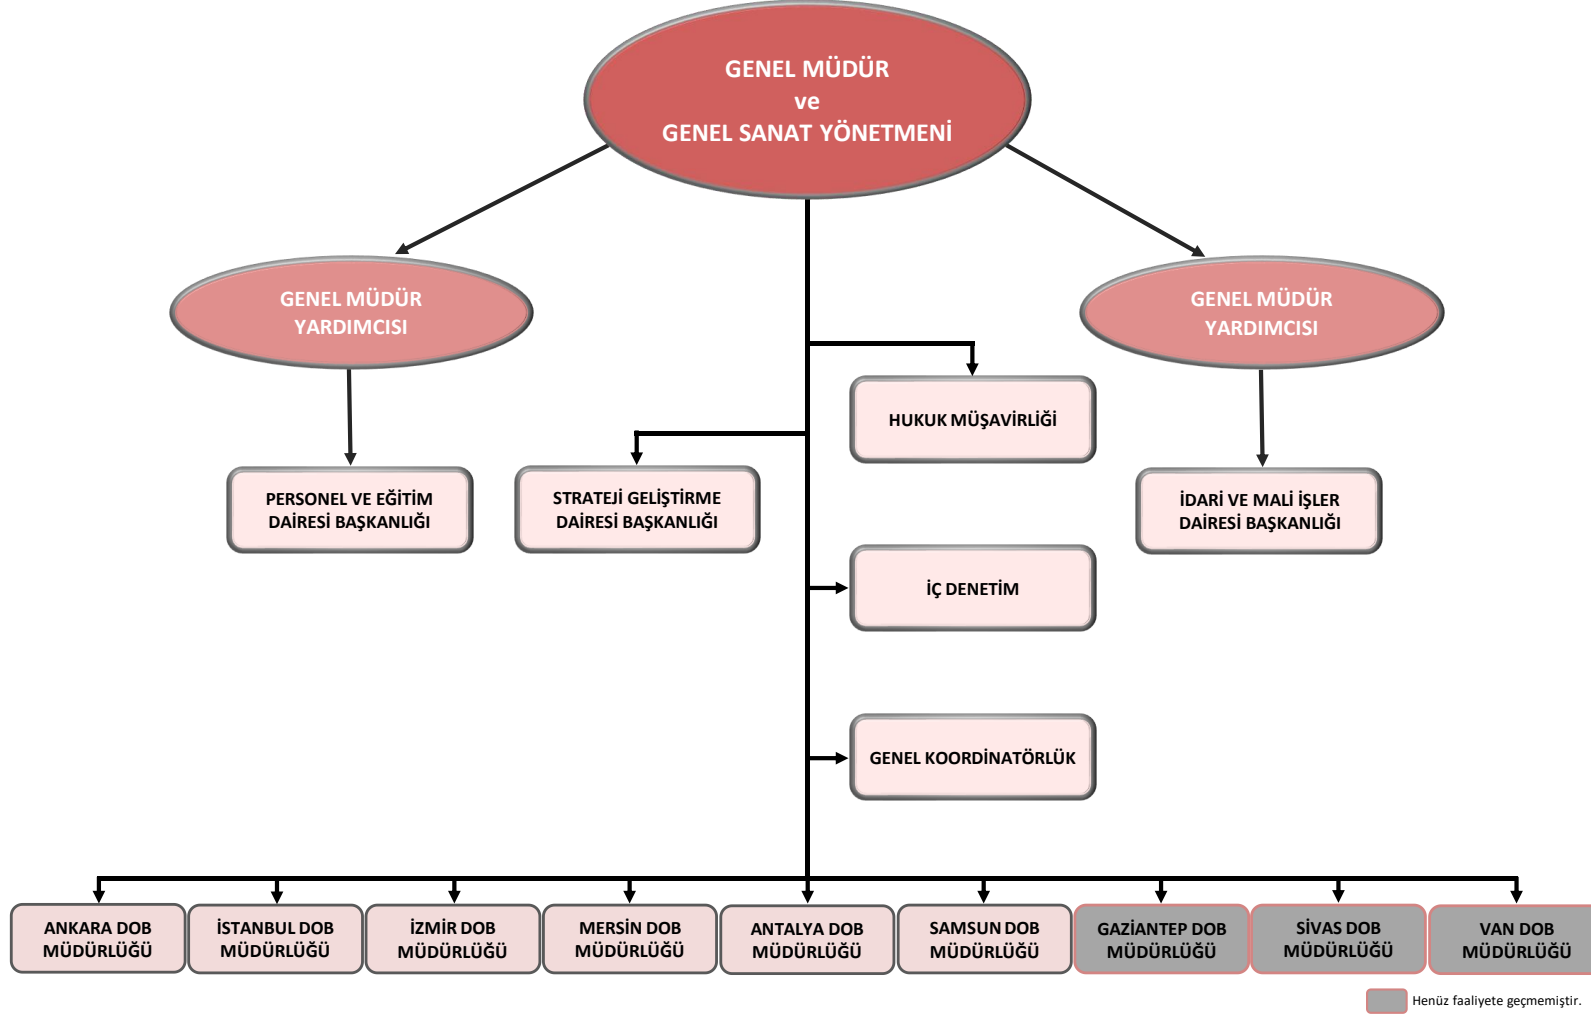 GENEL MÜDÜR
ve
GENEL SANAT YÖNETMENİ
GENEL MÜDÜR
YARDIMCISI
GENEL MÜDÜR
YARDIMCISI
HUKUK MÜŞAVİRLİĞİ
PERSONEL VE EĞİTİM
DAİRESİ BAŞKANLIĞI
STRATEJİ GELİŞTİRME
DAİRESİ BAŞKANLIĞI
İDARİ VE MALİ İŞLER
DAİRESİ BAŞKANLIĞI
İÇ DENETİM
GENEL KOORDİNATÖRLÜK
ANKARA DOB
MÜDÜRLÜĞÜ
İSTANBUL DOB
MÜDÜRLÜĞÜ
İZMİR DOB
MÜDÜRLÜĞÜ
MERSİN DOB
MÜDÜRLÜĞÜ
ANTALYA DOB
MÜDÜRLÜĞÜ
SAMSUN DOB
MÜDÜRLÜĞÜ
GAZİANTEP DOB
MÜDÜRLÜĞÜ
SİVAS DOB
MÜDÜRLÜĞÜ
VAN DOB
MÜDÜRLÜĞÜ
Henüz faaliyete geçmemiştir.